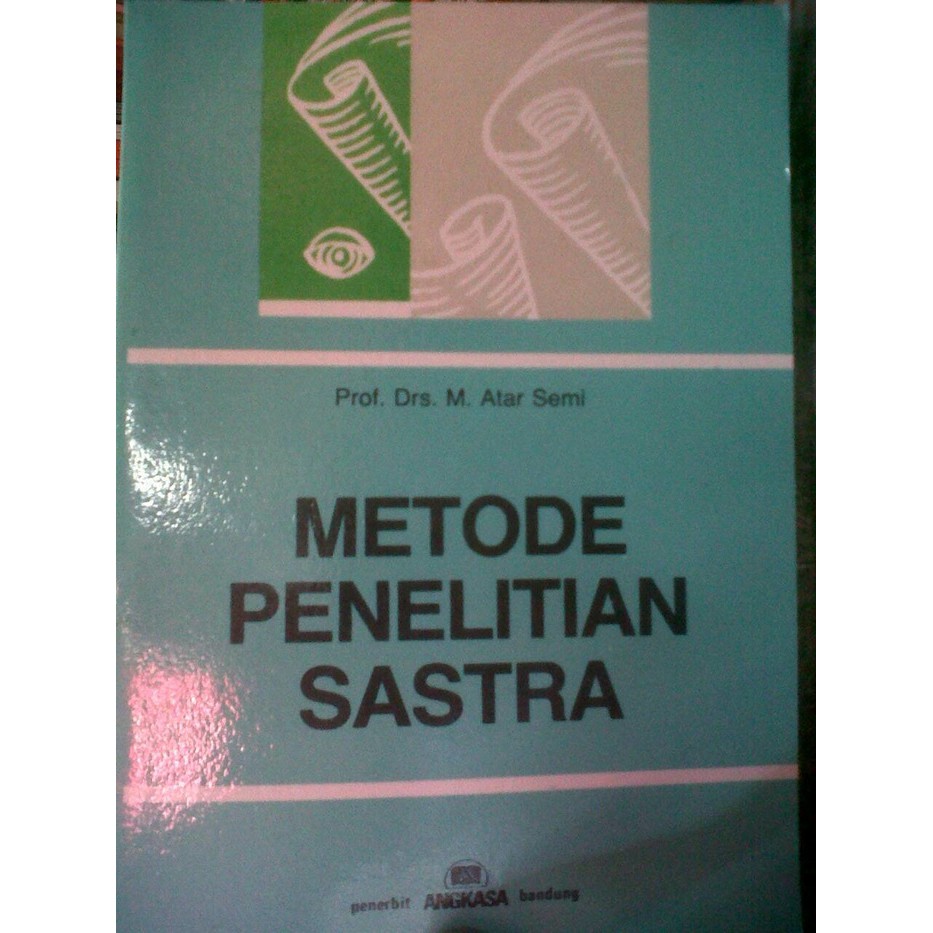 Prof. Drs. M. Atar Semi
METODE
PENELITIAN
SASTRA
penerbit ANGKASA bandung